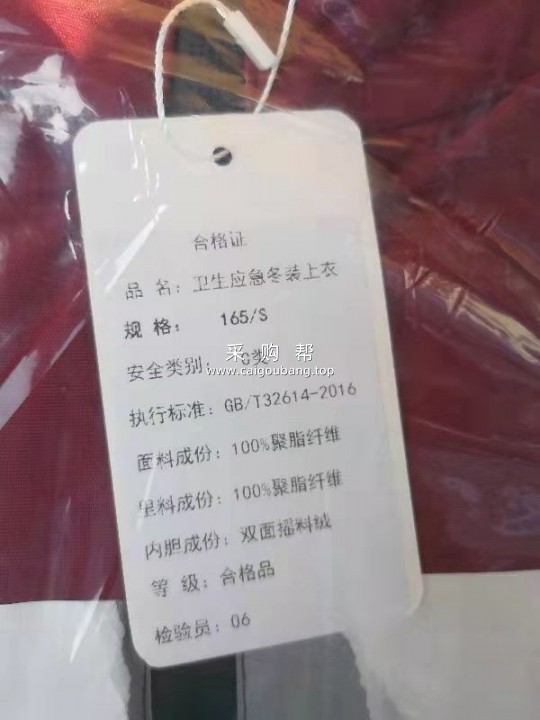 合格证
品 名：卫生应急冬装上衣
规 格： 165/S
安全类别： C类
采 购 帮
www.caigoubang.top
执行标准：GB/T32614-2016
面料成份：100%聚脂纤维
里料成份：100%聚脂纤维
内胆成份：双面摇料绒
等 级：合格品
检验员：06